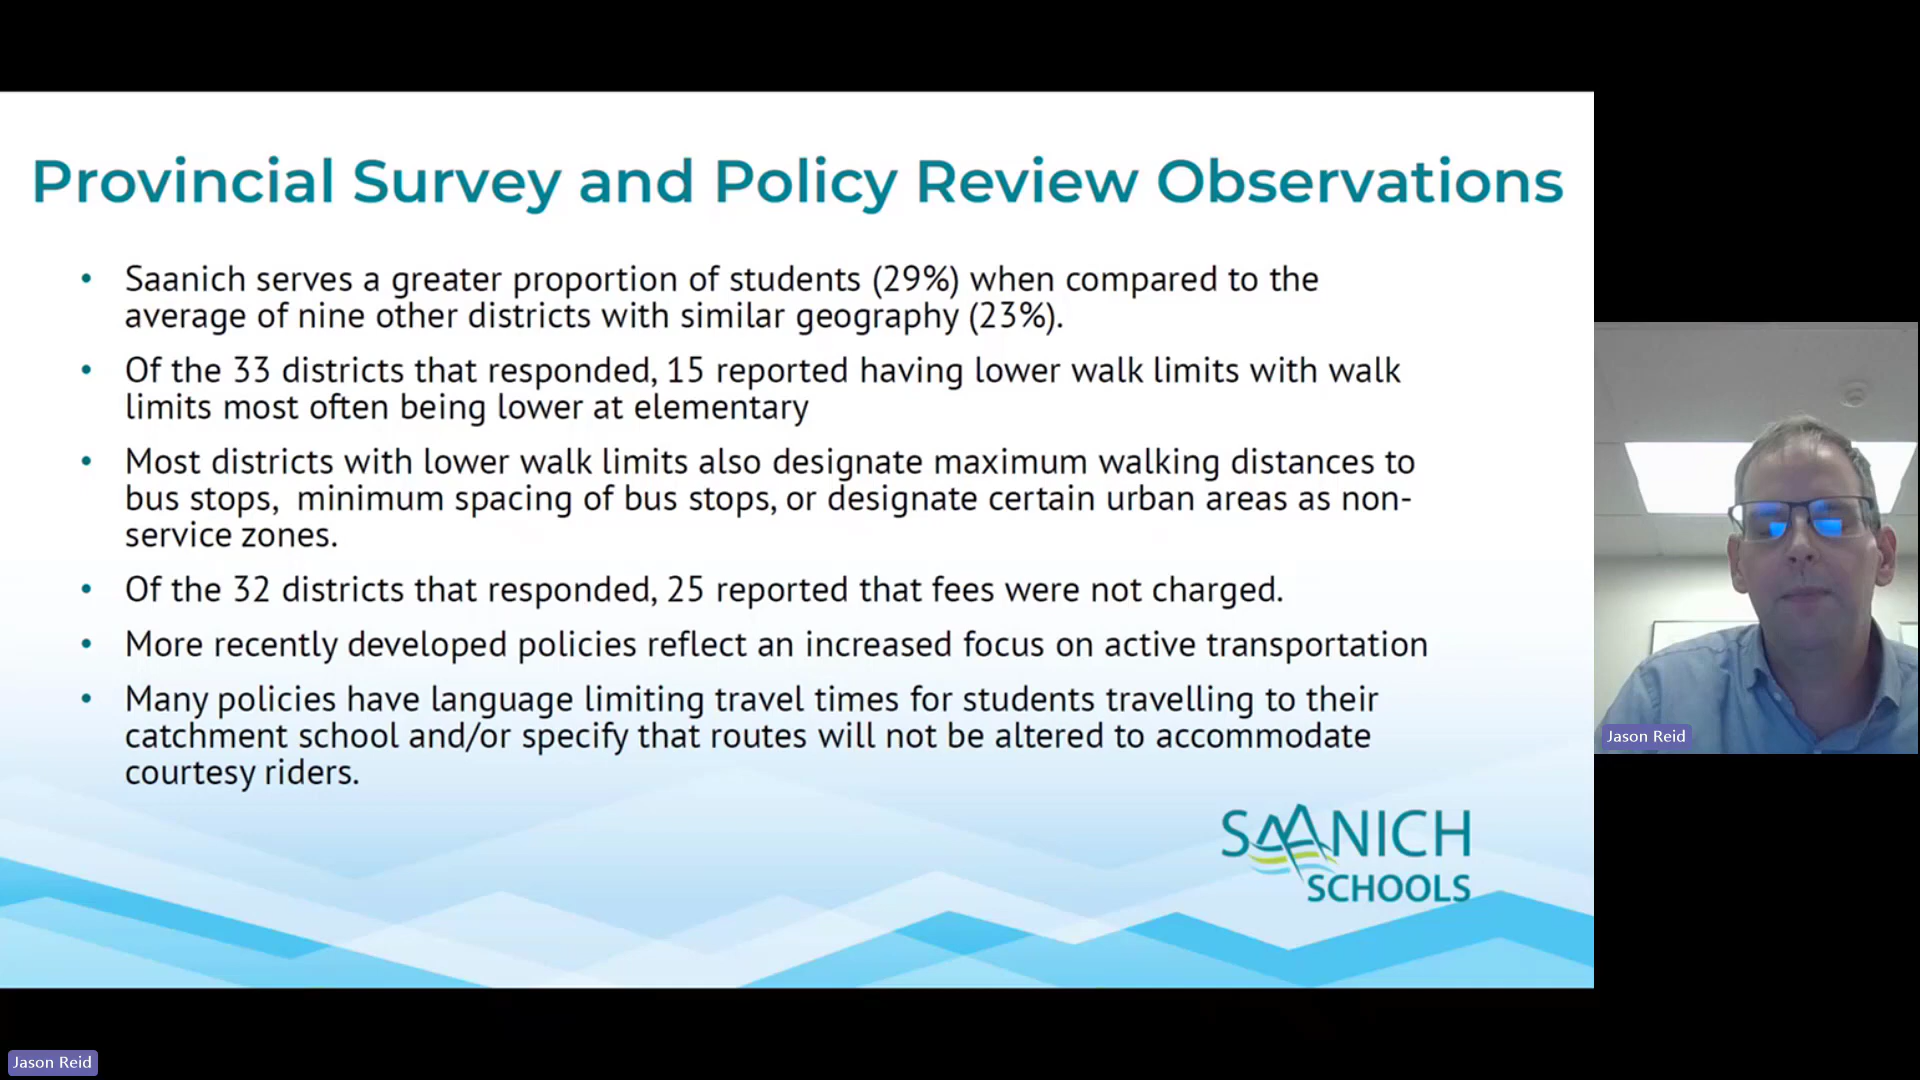 Provincial Survey and Policy Review Observations
• Saanich serves a greater proportion of students (29%) when compared to the
average of nine other districts with similar geography (23%).
• Of the 33 districts that responded, 15 reported having lower walk limits with walk
limits most often being lower at elementary
• Most districts with lower walk limits also designate maximum walking distances to
bus stops,  minimum spacing of bus stops, or designate certain urban areas as non-
service zones.
• Of the 32 districts that responded, 25 reported that fees were not charged.
• More recently developed policies reflect an increased focus on active transportation
• Many policies have language limiting travel times for students travelling to their
catchment school and/or specify that routes will not be altered to accommodate
courtesy riders.
SAANICH
SCHOOLS
Jason Reid
Jason Reid